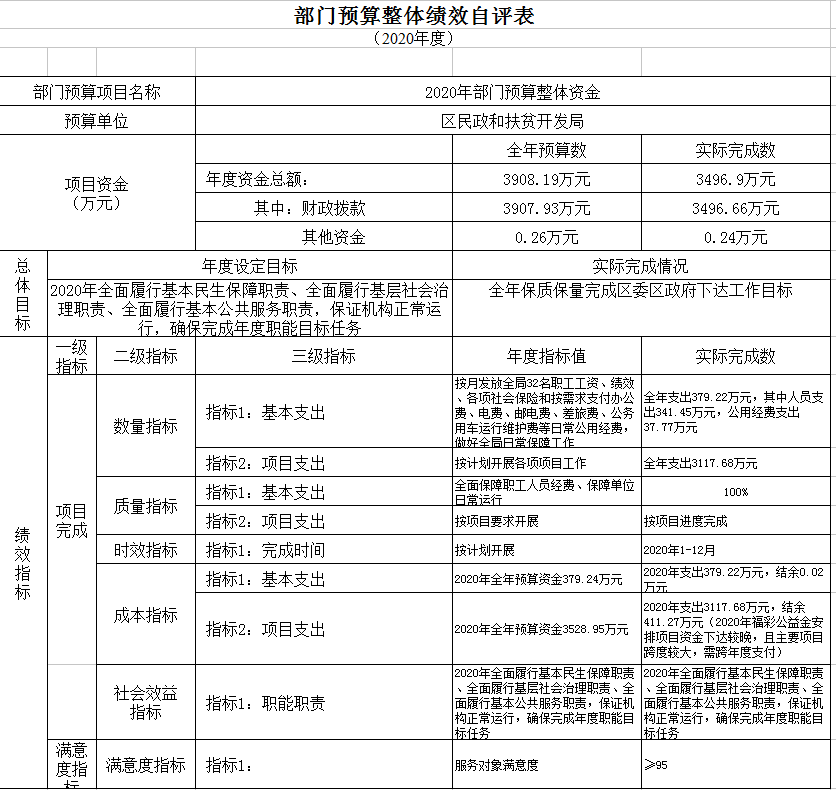 部门预算整体绩效自评表
（2020年度）
部门预算项目名称
2020年部门预算整体资金
预算单位
区民政和扶贫开发局
项目资金
（万元）
全年预算数
实际完成数
年度资金总额：
3908.19万元
3496.9万元
其中：财政拨款
3907.93万元
3496.66万元
其他资金
0.26万元
0.24万元
总
体
目
标
年度设定目标
实际完成情况
2020年全面履行基本民生保障职责、全面履行基层社会治
理职责、全面履行基本公共服务职责，保证机构正常运
行，确保完成年度职能目标任务
全年保质保量完成区委区政府下达工作目标
绩
效
指
标
一级
指标
二级指标
三级指标
年度指标值
实际完成数
项目
完成
数量指标
指标1：基本支出
按月发放全局32名职工工资、绩效
、各项社会保险和按需求支付办公
费、电费、邮电费、差旅费、公务
用车运行维护费等日常公用经费，
做好全局日常保障工作
全年支出379.22万元，其中人员支
出341.45万元，公用经费支出
37.77万元
指标2：项目支出
按计划开展各项项目工作
全年支出3117.68万元
质量指标
指标1：基本支出
全面保障职工人员经费、保障单位
日常运行
100%
指标2：项目支出
按项目要求开展
按项目进度完成
时效指标
指标1：完成时间
按计划开展
2020年1-12月
成本指标
指标1：基本支出
2020年全年预算资金379.24万元
2020年支出379.22万元，结余0.02
万元
指标2：项目支出
2020年全年预算资金3528.95万元
2020年支出3117.68万元，结余
411.27万元（2020年福彩公益金安
排项目资金下达较晚，且主要项目
跨度较大，需跨年度支付）
社会效益
指标
指标1：职能职责
2020年全面履行基本民生保障职责
、全面履行基层社会治理职责、全
面履行基本公共服务职责，保证机
构正常运行，确保完成年度职能目
标任务
2020年全面履行基本民生保障职责
、全面履行基层社会治理职责、全
面履行基本公共服务职责，保证机
构正常运行，确保完成年度职能目
标任务
满意
度指
标
满意度指标
指标1：
服务对象满意度
≥95